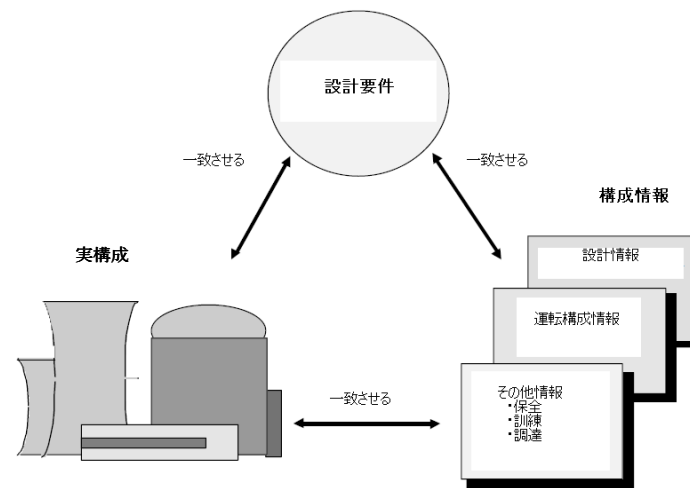 設計要件
一致させる
一致させる
構成情報
実構成
設計情報
運転構成情報
その他情報
・保全
・訓練
・調達
一致させる